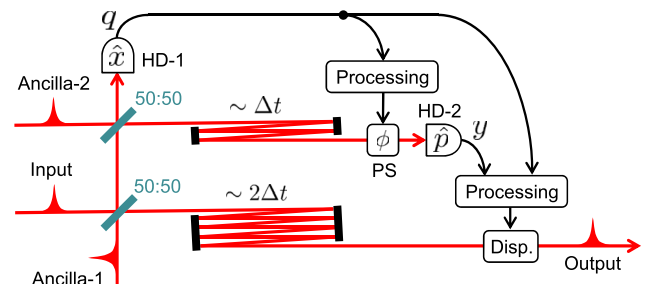 q
x̂
HD-1
Ancilla-2
50:50
~ Δt
Processing
HD-2
ϕ
p̂
y
PS
Input
50:50
~ 2Δt
Processing
Disp.
Output
Ancilla-1